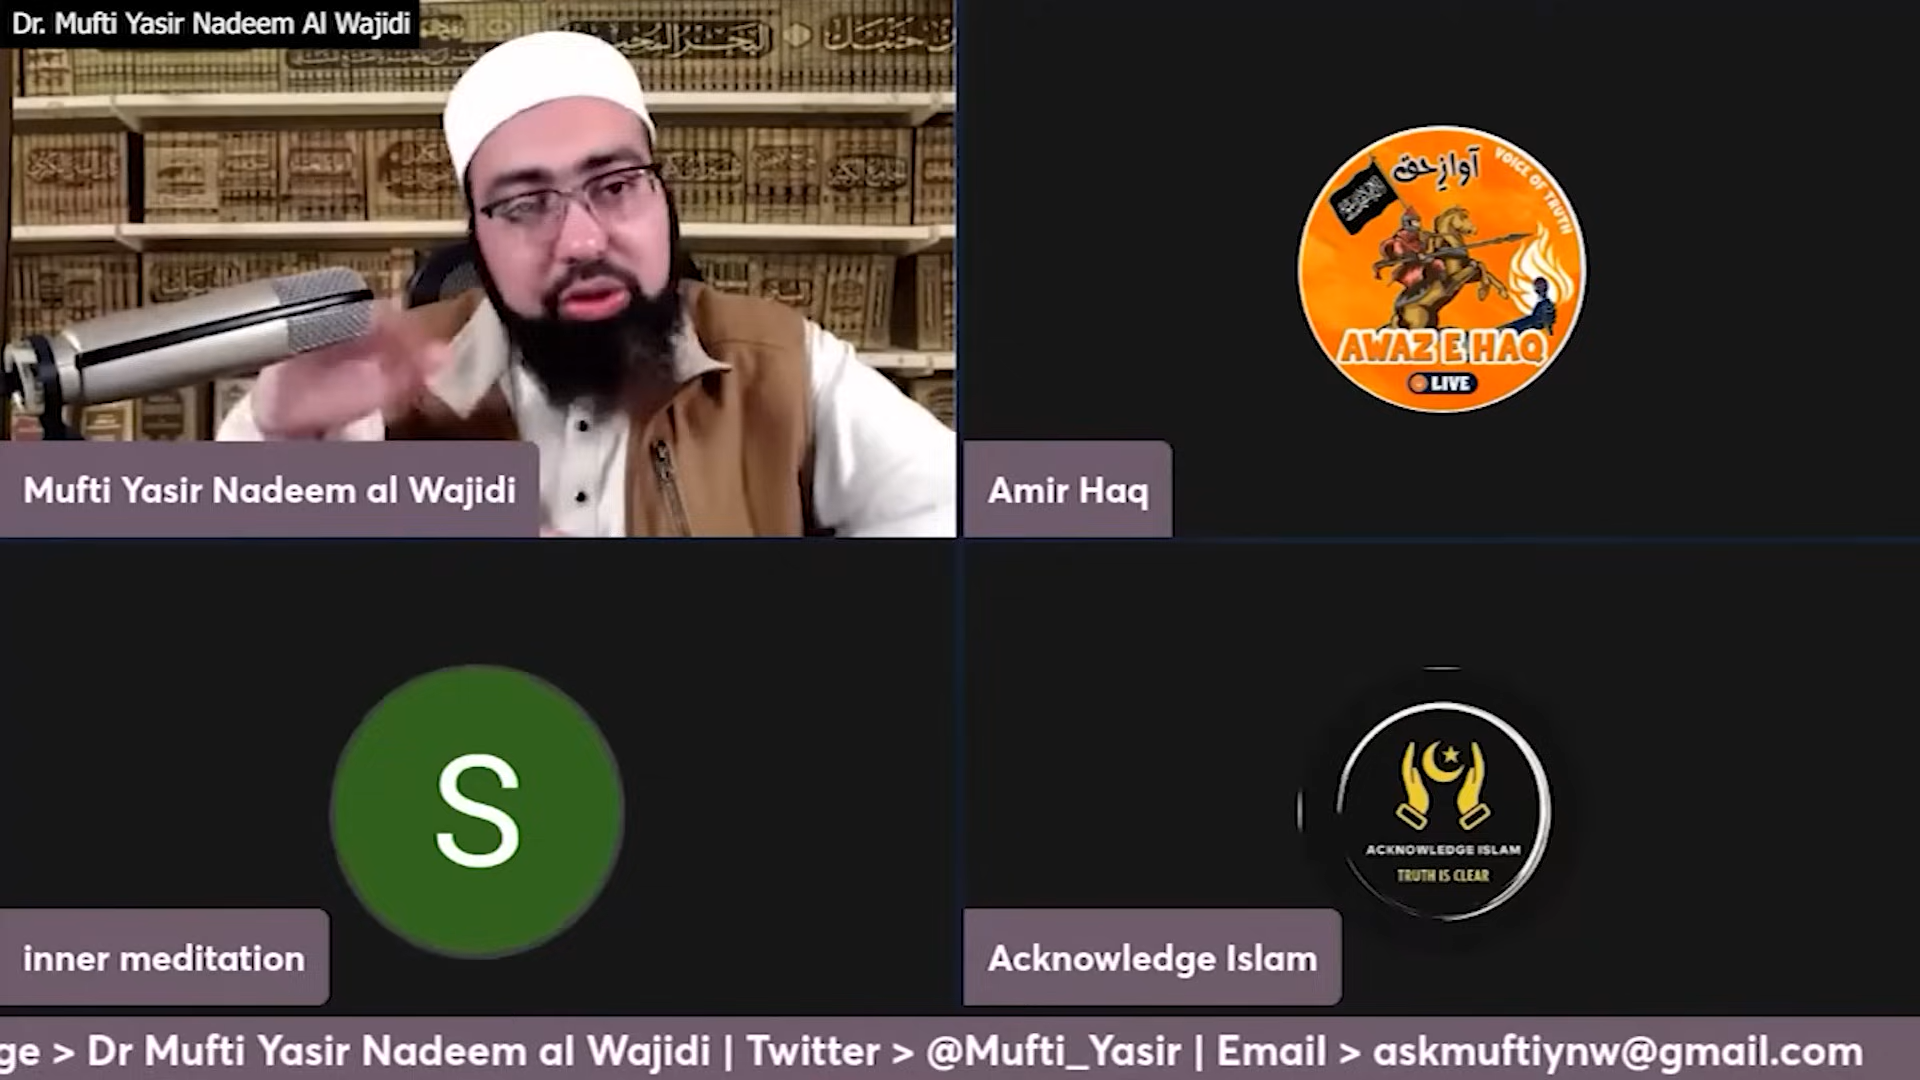 Dr. Mufti Yasir Nadeem Al Wajidi
Mufti Yasir Nadeem al Wajidi
آوازِ حق
VOICE OF TRUTH
AWAZ E HAQ
LIVE
Amir Haq
S
inner meditation
ACKNOWLEDGE ISLAM
TRUTH IS CLEAR
Acknowledge Islam
ge > Dr Mufti Yasir Nadeem al Wajidi | Twitter > @Mufti_Yasir | Email > askmuftiynw@gmail.com